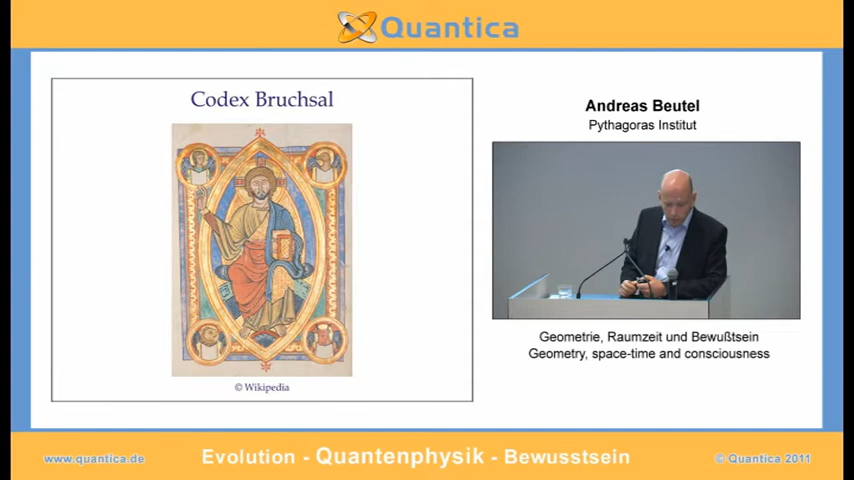 Quantica
Codex Bruchsal
© Wikipedia
Andreas Beutel
Pythagoras Institut
Geometrie, Raumzeit und Bewußtsein
Geometry, space-time and consciousness
www.quantica.de
Evolution - Quantenphysik - Bewusstsein
© Quantica 2011